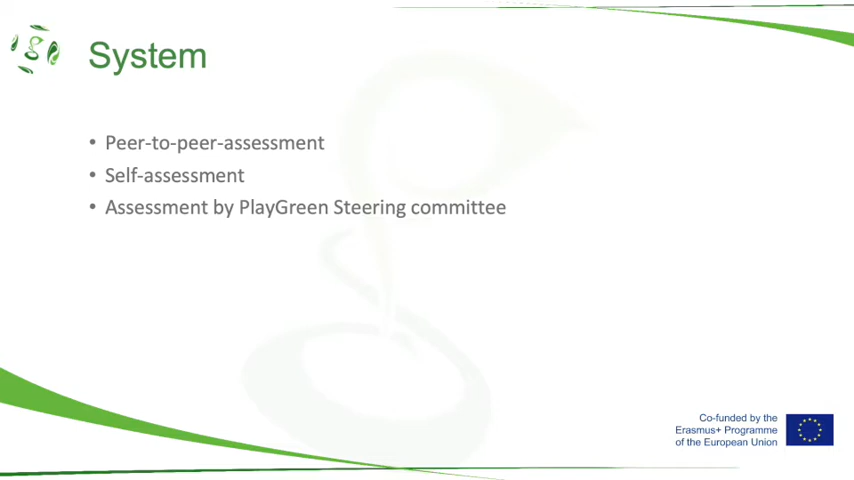 System
• Peer-to-peer-assessment
• Self-assessment
• Assessment by PlayGreen Steering committee
Co-funded by the
Erasmus+ Programme
of the European Union